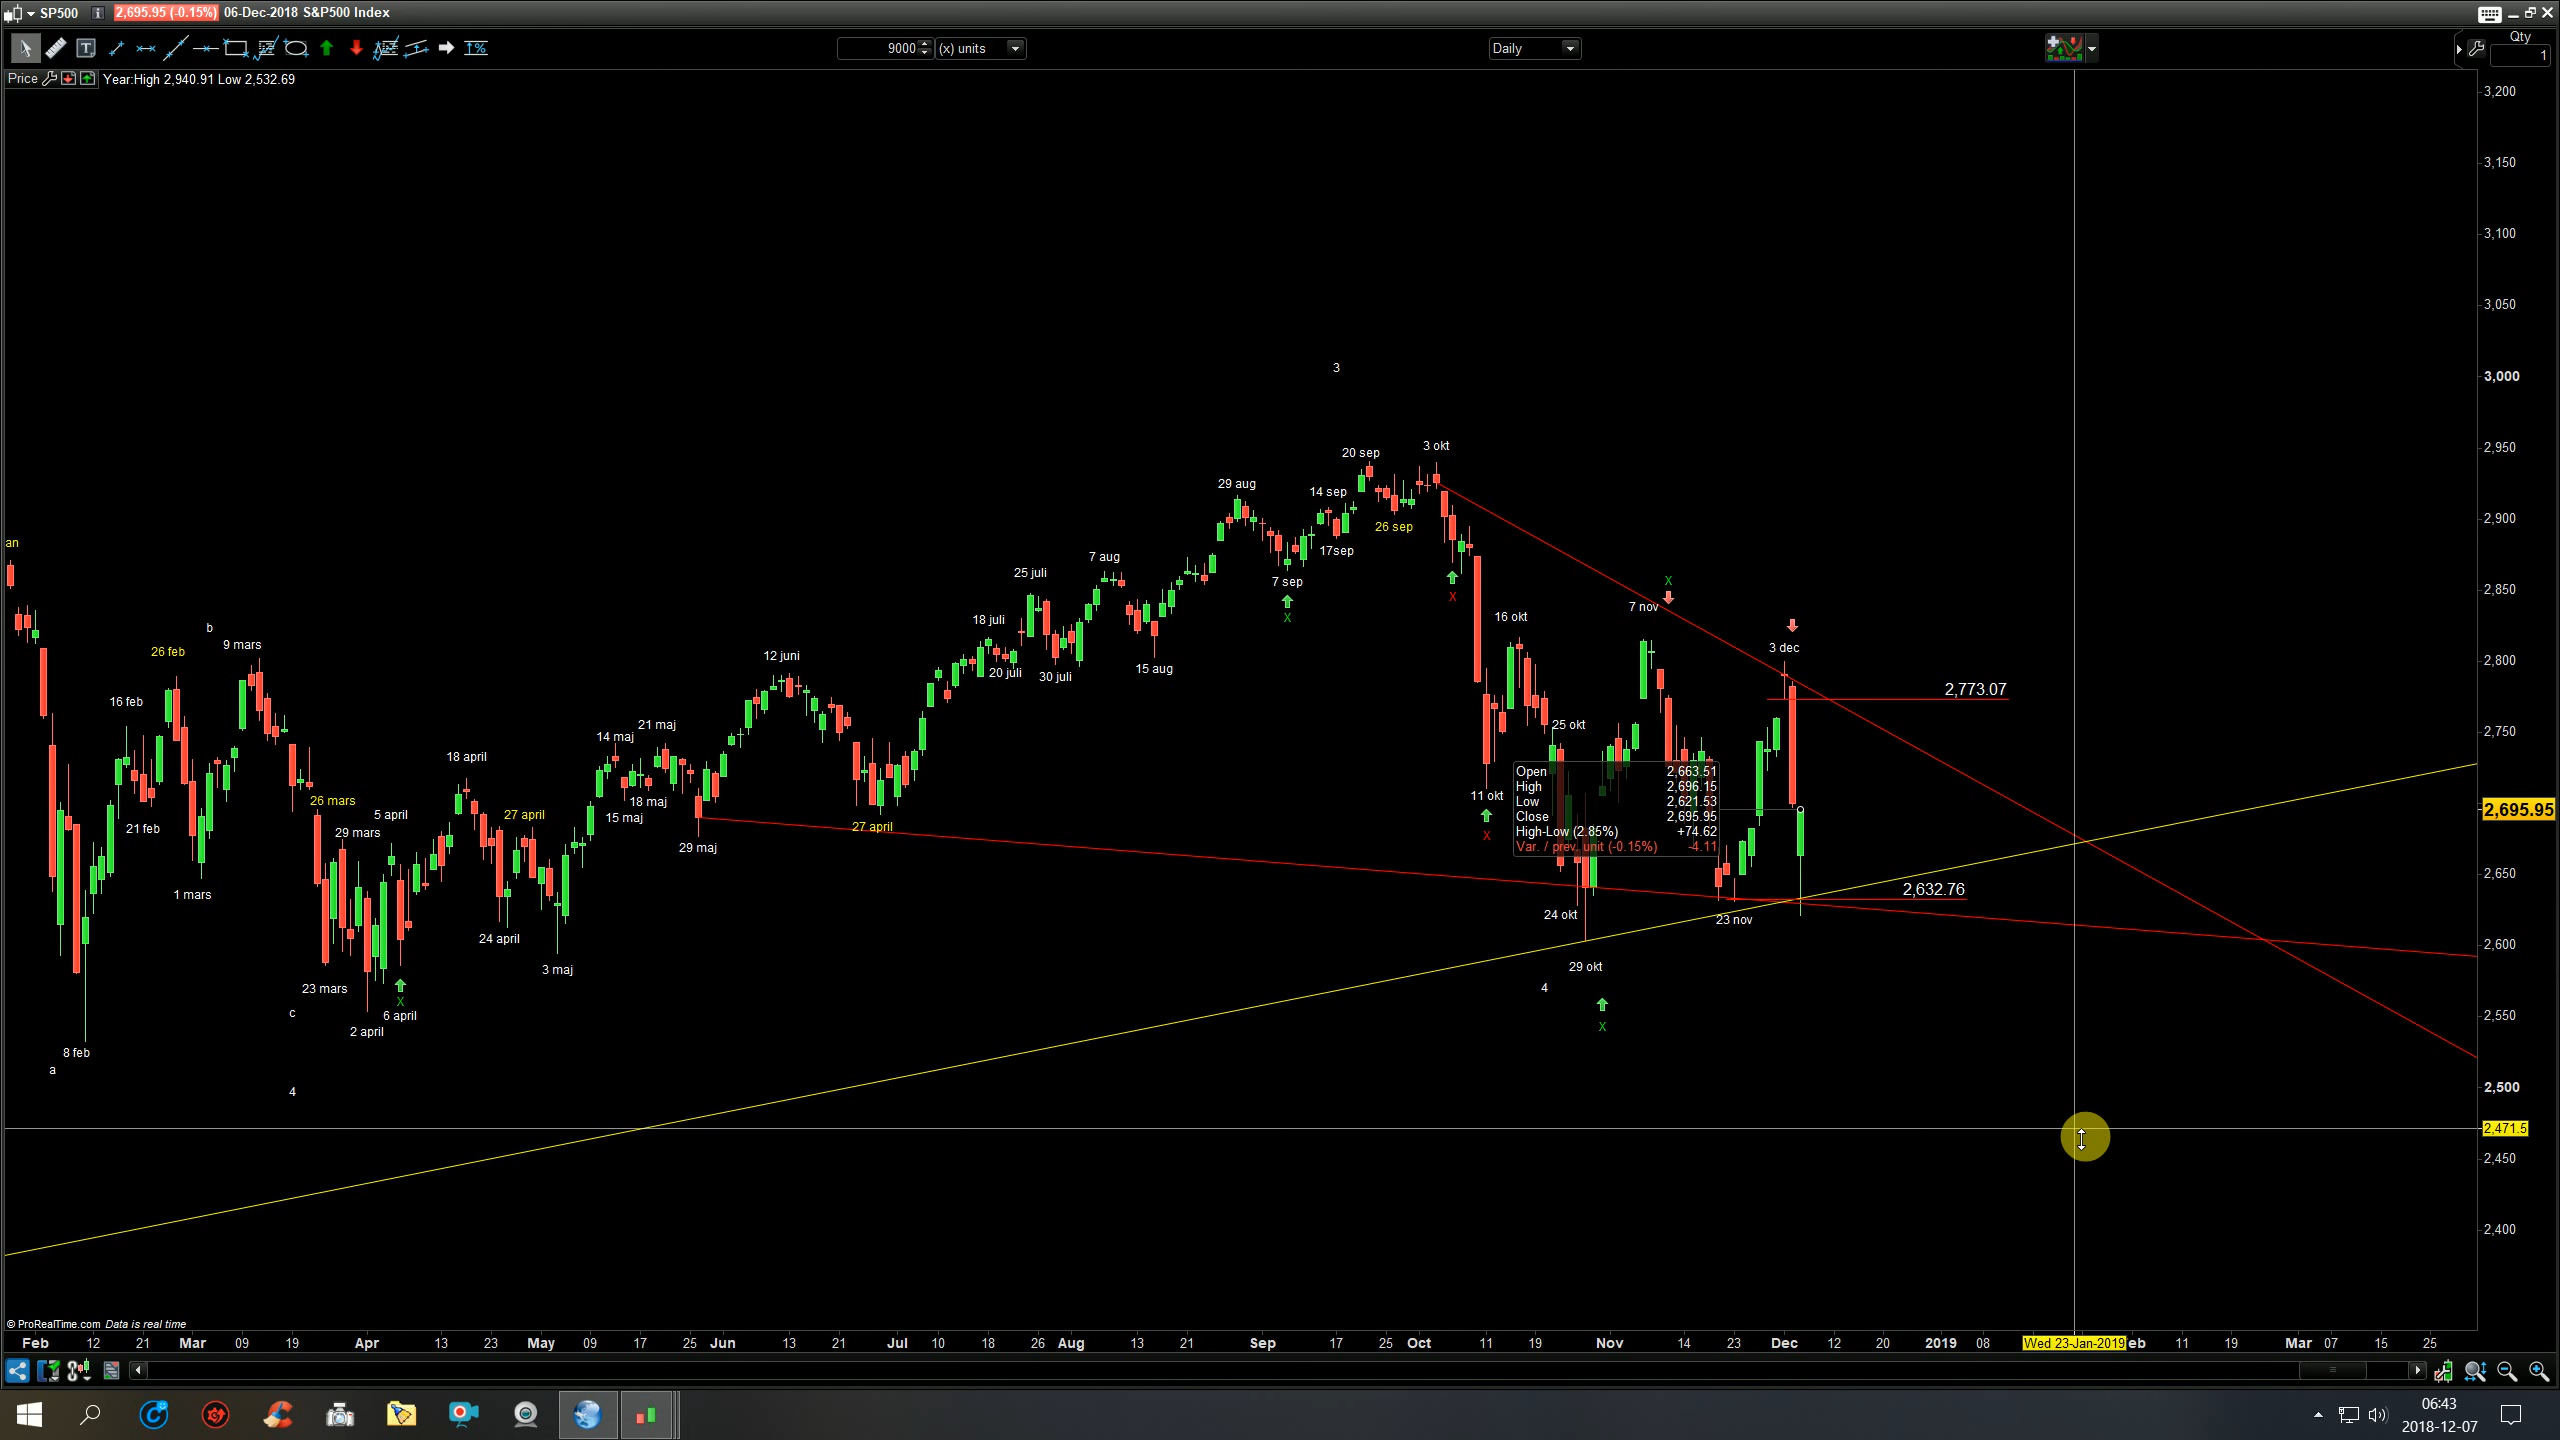 SP500 i 2,695.95 (-0.15%) 06-Dec-2018 S&P500 Index
9000 (x) units Daily Qty
1
Price Year:High 2,940.91 Low 2,532.69
3,200
3,150
3,100
3,050
3
3,000
3 okt
20 sep
2,950
29 aug
14 sep
2,900
26 sep
an
17sep
7 aug
25 juli
7 sep
X
2,850
X
X
7 nov
16 okt
18 juli
b
9 mars
26 feb
12 juni
3 dec
2,800
15 aug
20 juli
30 juli
2,773.07
16 feb
21 maj
25 okt
14 maj
2,750
18 april
Open 2,663.51
High 2,696.15
Low 2,621.53
Close 2,695.95
High-Low (2.85%) +74.62
Var. / prev. unit (-0.15%) -4.11
11 okt
X
26 mars
18 maj
2,695.95
5 april
27 april
15 maj
27 april
21 feb
29 mars
29 maj
2,650
1 mars
2,632.76
24 okt
23 nov
24 april
2,600
29 okt
3 maj
4
23 mars
X
c
6 april
2,550
X
2 april
8 feb
a
2,500
4
2,471.5
2,450
2,400
© ProRealTime.com Data is real time
Feb 12 21 Mar 09 19 Apr 13 23 May 09 17 25 Jun 13 21 Jul 10 18 26 Aug 13 21 Sep 17 25 Oct 11 19 Nov 14 23 Dec 12 20 2019 08 Wed 23-Jan-2019 eb 11 19 Mar 07 15 25
06:43
2018-12-07